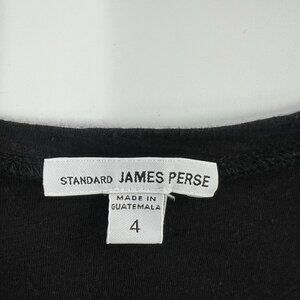 STANDARD JAMES PERSE
MADE IN
GUATEMALA
4